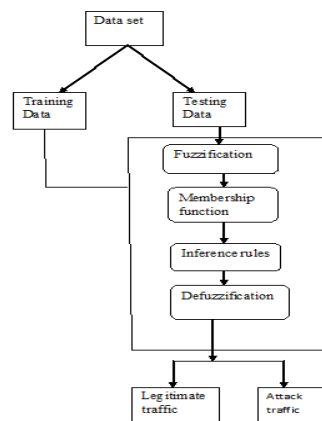 Data set
Training
Data
Testing
Data
Fuzzification
Membership
function
Inference rules
Defuzzification
Legitimate
traffic
Attack
traffic